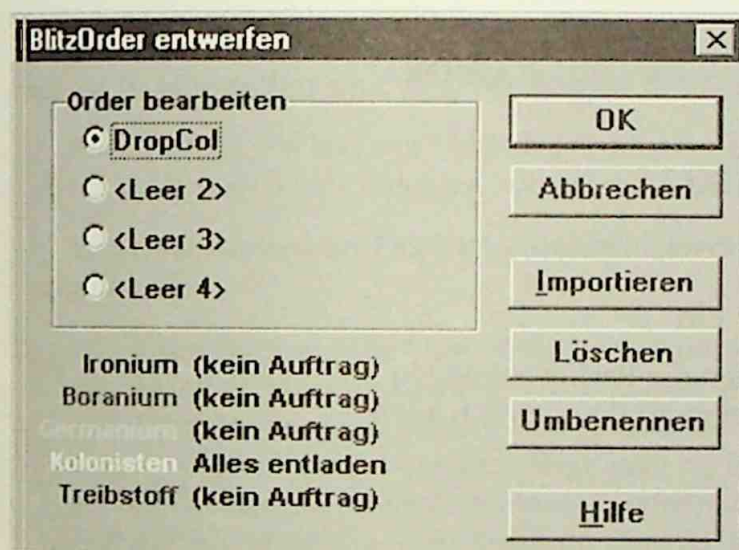 BlitzOrder entwerfen
Order bearbeiten
DropCol
<Leer 2>
<Leer 3>
<Leer 4>
OK
Abbrechen
Importieren
Löschen
Umbenennen
Hilfe
Ironium (kein Auftrag)
Boranium (kein Auftrag)
Germanium (kein Auftrag)
Kolonisten Alles entladen
Treibstoff (kein Auftrag)